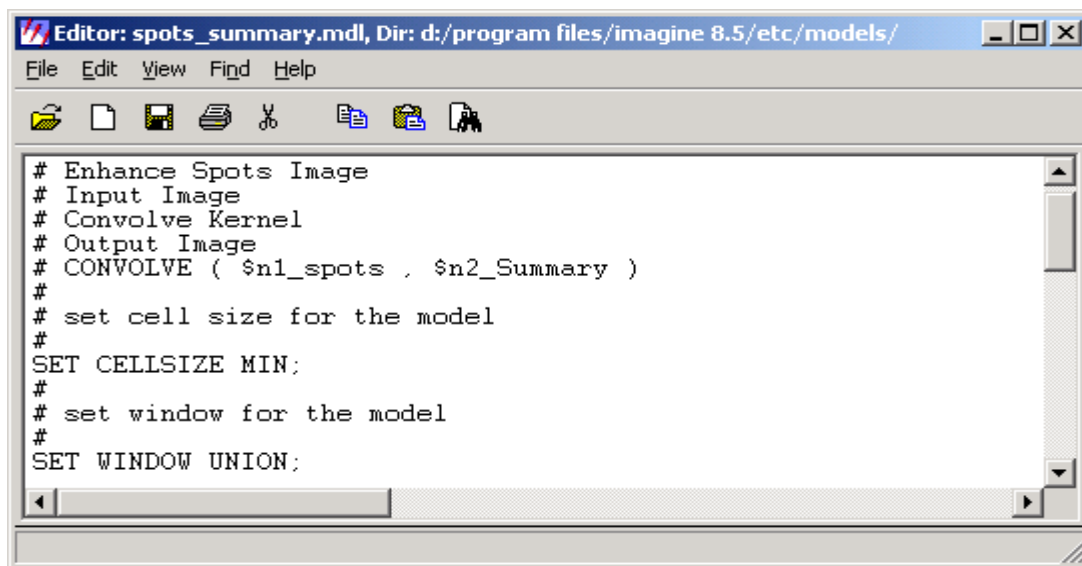 Editor: spots_summary.mdl, Dir: d:/program files/imagine 8.5/etc/models/
File Edit View Find Help
# Enhance Spots Image
# Input Image
# Convolve Kernel
# Output Image
# CONVOLVE ( $n1_spots , $n2_Summary )
#
# set cell size for the model
#
SET CELLSIZE MIN;
#
# set window for the model
#
SET WINDOW UNION;